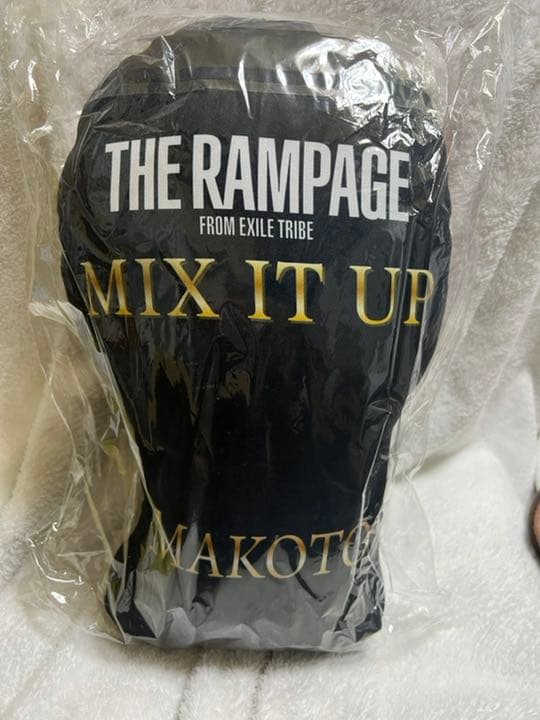 THE RAMPAGE
FROM EXILE TRIBE
MIX IT UP
MAKOTO